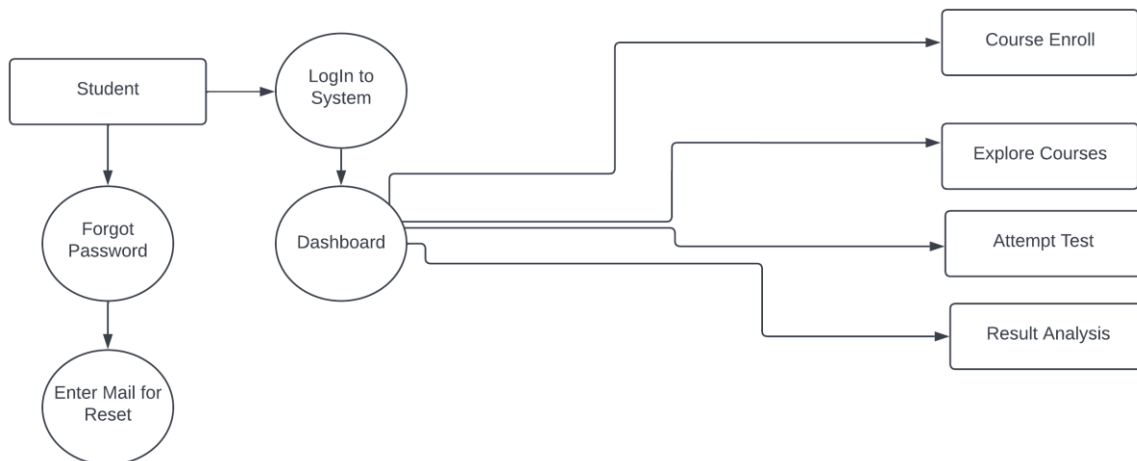 Course Enroll
Student
LogIn to
System
Explore Courses
Forgot
Password
Dashboard
Attempt Test
Result Analysis
Enter Mail for
Reset